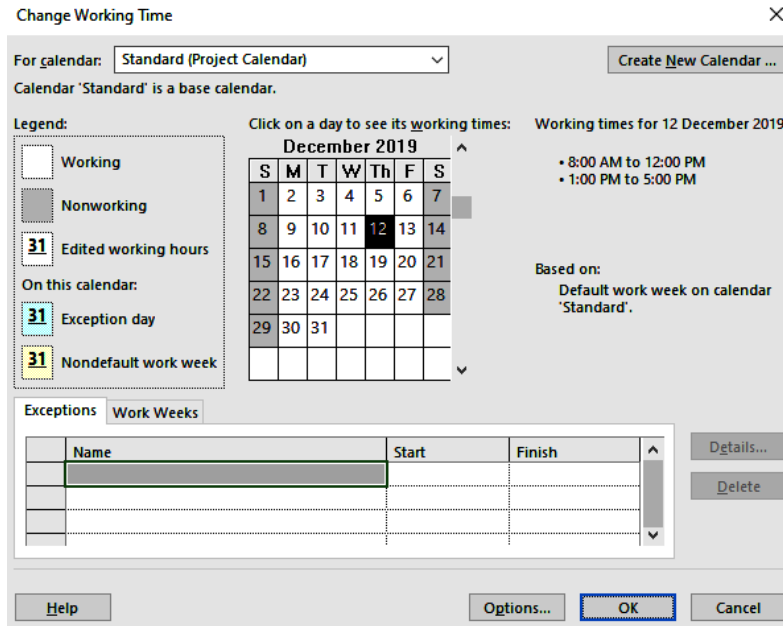 Change Working Time
For calendar: Standard (Project Calendar)
Create New Calendar ...
Calendar 'Standard' is a base calendar.
Legend:
Working
Nonworking
31 Edited working hours
On this calendar:
31 Exception day
31 Nondefault work week
Click on a day to see its working times:
December 2019
S M T W Th F S
1 2 3 4 5 6 7
8 9 10 11 12 13 14
15 16 17 18 19 20 21
22 23 24 25 26 27 28
29 30 31
Working times for 12 December 2019
• 8:00 AM to 12:00 PM
• 1:00 PM to 5:00 PM
Based on:
Default work week on calendar
'Standard'.
Exceptions Work Weeks
Name Start Finish
Details...
Delete
Help Options... OK Cancel